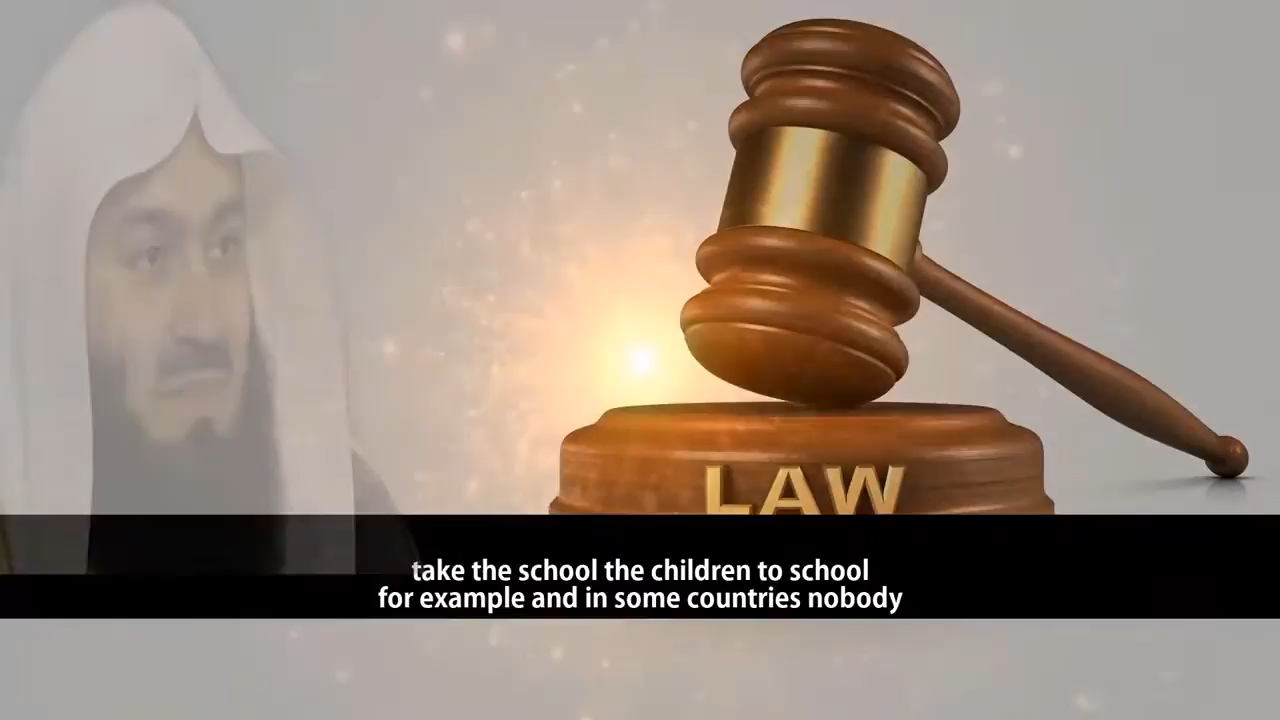 LAW
take the school the children to school
for example and in some countries nobody